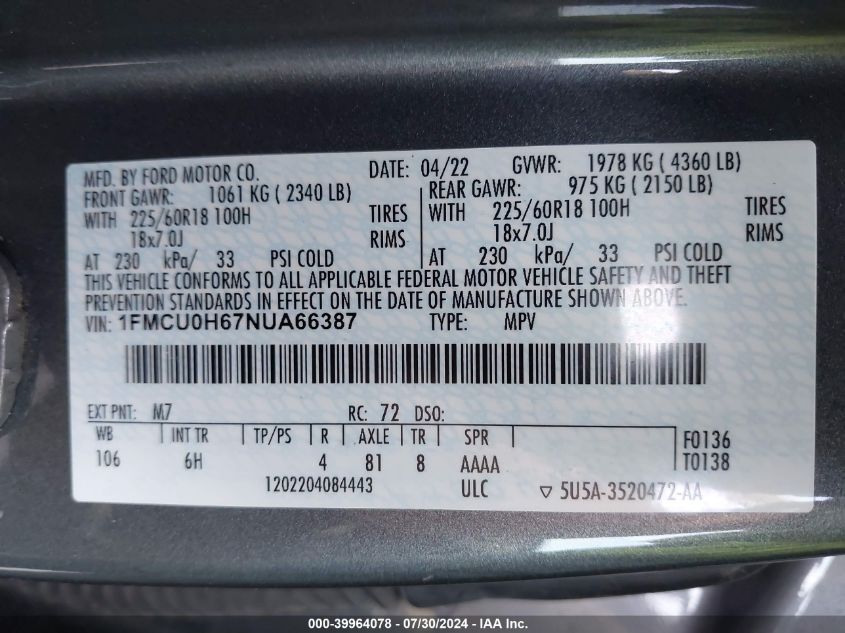 MFD. BY FORD MOTOR CO. DATE: 04/22 GVWR: 1978 KG ( 4360 LB)
FRONT GAWR: 1061 KG ( 2340 LB) REAR GAWR: 975 KG ( 2150 LB)
WITH 225/60R18 100H TIRES WITH 225/60R18 100H TIRES
18x7.0J RIMS 18x7.0J RIMS
AT 230 kPa/ 33 PSI COLD AT 230 kPa/ 33 PSI COLD
THIS VEHICLE CONFORMS TO ALL APPLICABLE FEDERAL MOTOR VEHICLE SAFETY AND THEFT
PREVENTION STANDARDS IN EFFECT ON THE DATE OF MANUFACTURE SHOWN ABOVE.
VIN: 1FMCU0H67NUA66387 TYPE: MPV
EXT PNT: M7 RC: 72 DSO:
WB INT TR TP/PS R AXLE TR SPR F0136
106 6H 4 81 8 AAAA T0138
1202204084443 ULC ▽ 5U5A-3520472-AA
000-39964078 | 07/30/2024 | IAA Inc.